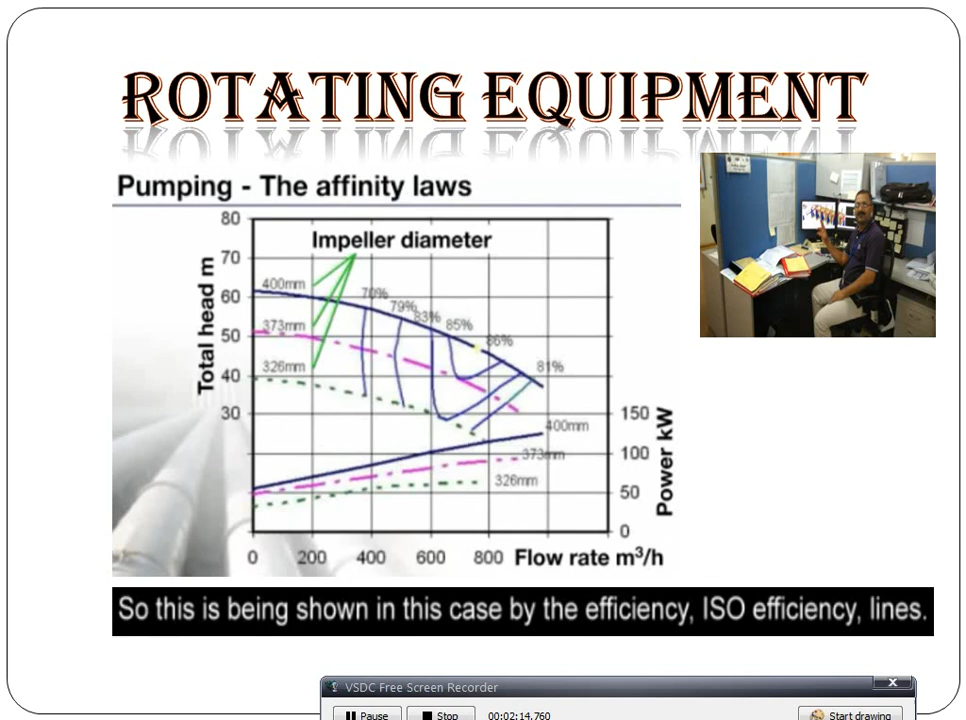 ROTATING EQUIPMENT
Pumping - The affinity laws
80
70
60
50
40
30
Total head m
Impeller diameter
400mm
373mm
326mm
70%
79%
83%
85%
86%
81%
400mm
373mm
326mm
150
100
50
0
Power kW
0 200 400 600 800 Flow rate m³/h
So this is being shown in this case by the efficiency, ISO efficiency, lines.
VSDC Free Screen Recorder
Pause Stop 00:02:14.760 Start drawing